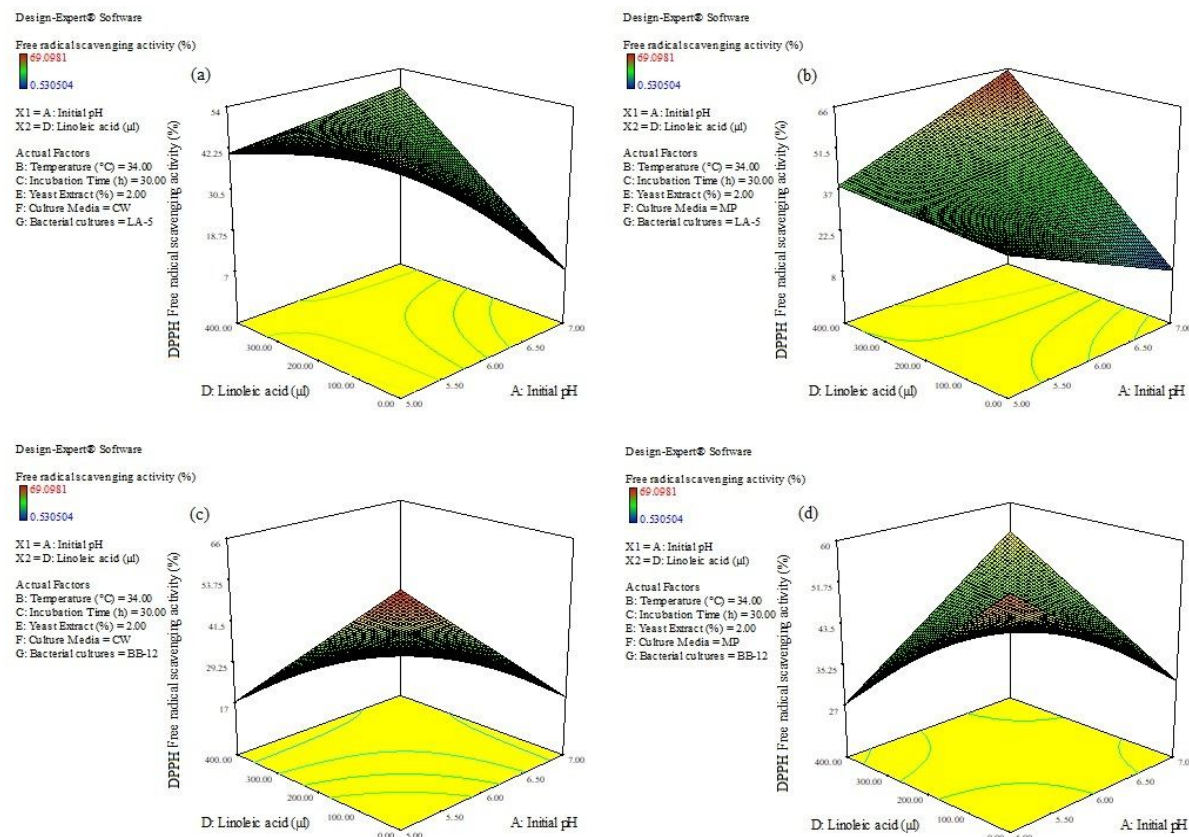 Design-Expert® Software
Free radical scavenging activity (%)
69.0981
0.530504
X1 = A: Initial pH
X2 = D: Linoleic acid (µl)
Actual Factors
B: Temperature (°C) = 34.00
C: Incubation Time (h) = 30.00
E: Yeast Extract (%) = 2.00
F: Culture Media = CW
G: Bacterial cultures = LA-5
(a)
54
42.25
30.5
18.75
7
DPPH Free radical scavenging activity (%)
400.00
300.00
200.00
100.00
0.00
5.00
5.50
6.00
6.50
7.00
D: Linoleic acid (µl)
A: Initial pH
Design-Expert® Software
Free radical scavenging activity (%)
69.0981
0.530504
X1 = A: Initial pH
X2 = D: Linoleic acid (µl)
Actual Factors
B: Temperature (°C) = 34.00
C: Incubation Time (h) = 30.00
E: Yeast Extract (%) = 2.00
F: Culture Media = MP
G: Bacterial cultures = LA-5
(b)
66
51.5
37
22.5
8
DPPH Free radical scavenging activity (%)
400.00
300.00
200.00
100.00
0.00
5.00
5.50
6.00
6.50
7.00
D: Linoleic acid (µl)
A: Initial pH
Design-Expert® Software
Free radical scavenging activity (%)
69.0981
0.530504
X1 = A: Initial pH
X2 = D: Linoleic acid (µl)
Actual Factors
B: Temperature (°C) = 34.00
C: Incubation Time (h) = 30.00
E: Yeast Extract (%) = 2.00
F: Culture Media = CW
G: Bacterial cultures = BB-12
(c)
66
53.75
41.5
29.25
17
DPPH Free radical scavenging activity (%)
400.00
300.00
200.00
100.00
5.50
6.00
6.50
7.00
D: Linoleic acid (µl)
A: Initial pH
Design-Expert® Software
Free radical scavenging activity (%)
69.0981
0.530504
X1 = A: Initial pH
X2 = D: Linoleic acid (µl)
Actual Factors
B: Temperature (°C) = 34.00
C: Incubation Time (h) = 30.00
E: Yeast Extract (%) = 2.00
F: Culture Media = MP
G: Bacterial cultures = BB-12
(d)
60
51.75
43.5
35.25
27
DPPH Free radical scavenging activity (%)
400.00
300.00
200.00
100.00
5.50
6.00
6.50
7.00
D: Linoleic acid (µl)
A: Initial pH